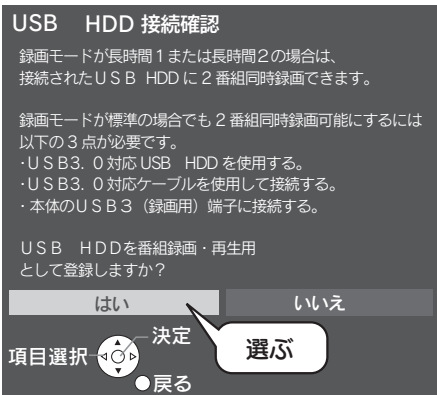 USB　HDD 接続確認
録画モードが長時間１または長時間２の場合は、
接続されたＵＳＢ HDD に 2 番組同時録画できます。
録画モードが標準の場合でも 2 番組同時録画可能にするには
以下の 3 点が必要です。
･ＵＳＢ3．０対応 USB　HDD を使用する。
･ＵＳＢ3．０対応ケーブルを使用して接続する。
・本体のＵＳＢ３（録画用）端子に接続する。
ＵＳＢ　ＨＤＤを番組録画・再生用
として登録しますか？
はい　いいえ
選ぶ
決定
項目選択
戻る